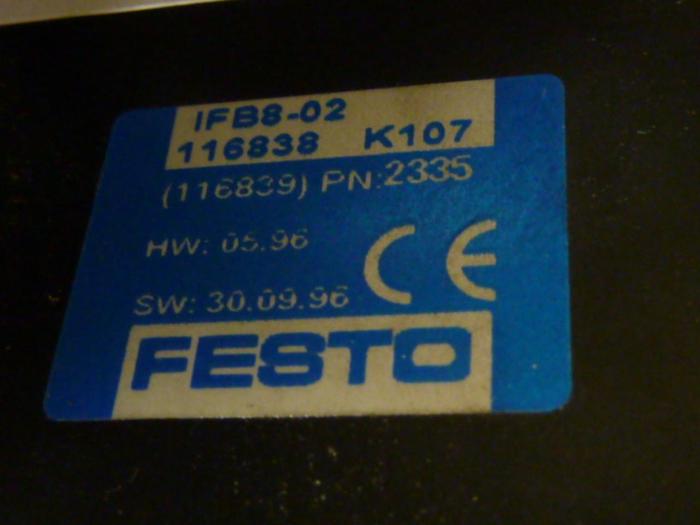 IFB8-02
116838 K107
(116839) PN:2335
HW: 05.96
CE
SW: 30.09.96
FESTO